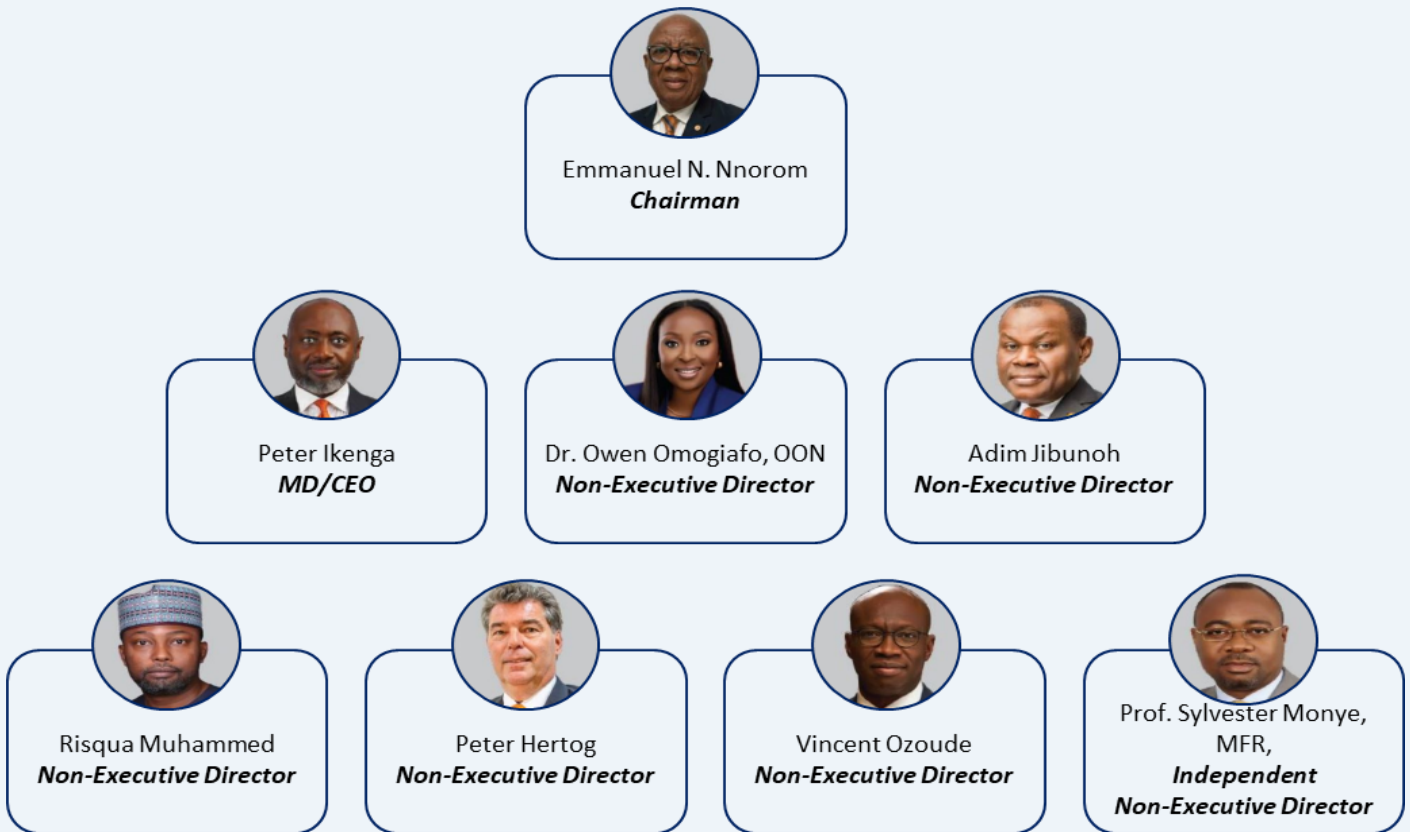 Emmanuel N. Nnorom
Chairman
Peter Ikenga
MD/CEO
Dr. Owen Omogiafo, OON
Non-Executive Director
Adim Jibunoh
Non-Executive Director
Risqua Muhammed
Non-Executive Director
Peter Hertog
Non-Executive Director
Vincent Ozoude
Non-Executive Director
Prof. Sylvester Monye,
MFR,
Independent
Non-Executive Director